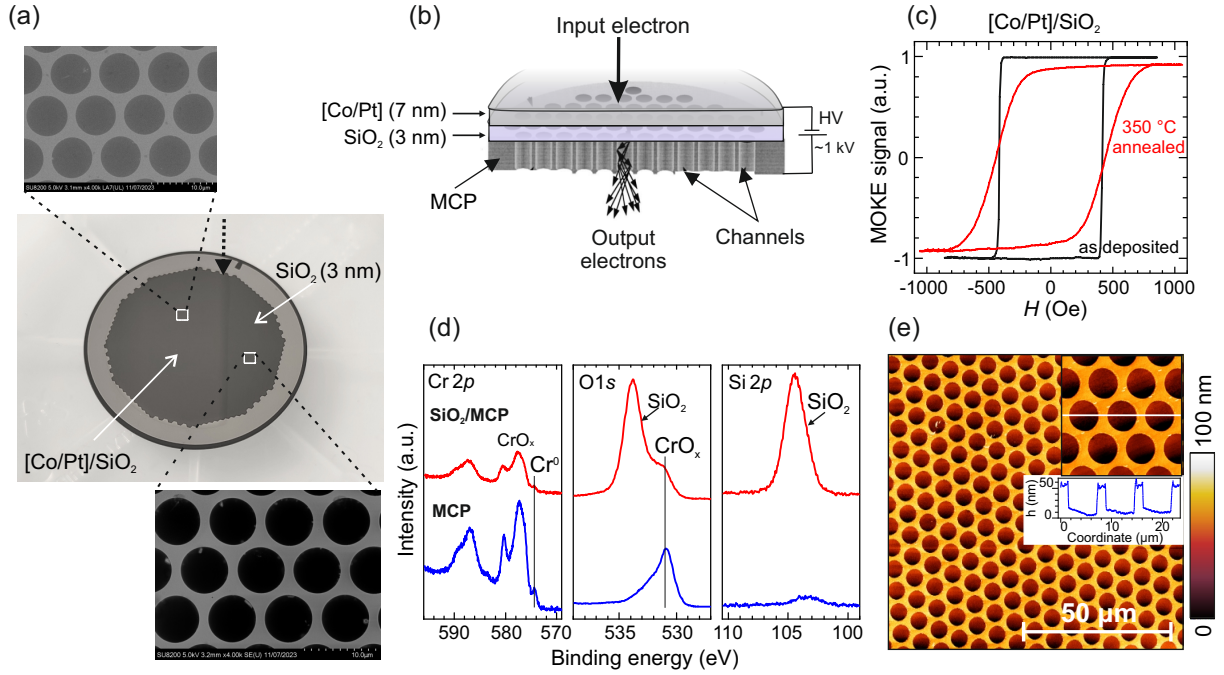 (a)
SU8200 5.0kV 3.1mm x4.00k LA7(UL) 11/07/2023
10.0µm
SiO₂ (3 nm)
[Co/Pt]/SiO₂
SU8200 5.0kV 3.2mm x4.00k SE(U) 11/07/2023
10.0µm
(b)
Input electron
[Co/Pt] (7 nm)
SiO₂ (3 nm)
MCP
HV
~1 kV
Output
electrons
Channels
(c)
[Co/Pt]/SiO₂
MOKE signal (a.u.)
1
0
-1
350 °C
annealed
as deposited
-1000 -500 0 500 1000
H (Oe)
(d)
Intensity (a.u.)
Cr 2p
SiO₂/MCP
CrOₓ
Cr⁰
MCP
590 580 570
O1s
SiO₂
CrOₓ
534 527
Si 2p
SiO₂
110 104 100
Binding energy (eV)
(e)
h (nm)
50
0
0 10 20
Coordinate (µm)
50 µm
100 nm
0